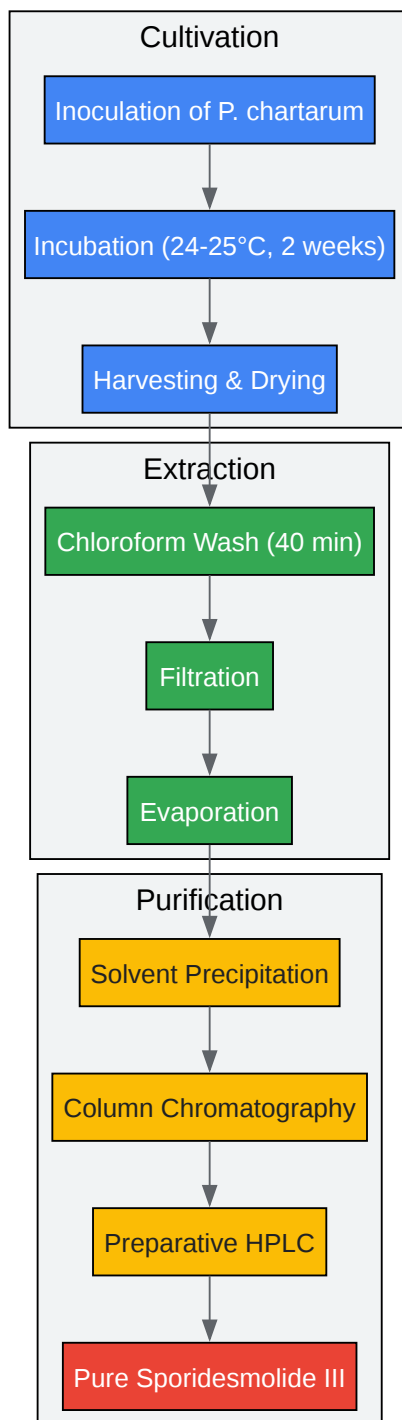 Cultivation
Inoculation of P. chartarum
Incubation (24-25°C, 2 weeks)
Harvesting & Drying
Extraction
Chloroform Wash (40 min)
Filtration
Evaporation
Purification
Solvent Precipitation
Column Chromatography
Preparative HPLC
Pure Sporidesmolide III